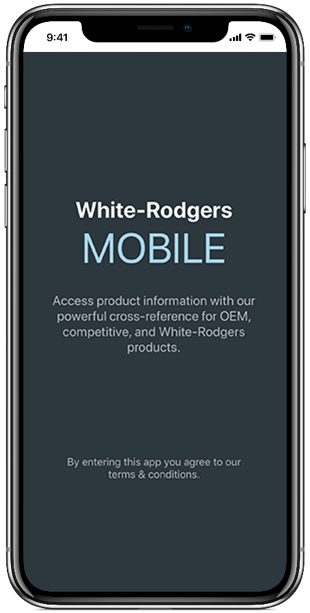 9:41
White-Rodgers
MOBILE
Access product information with our
powerful cross-reference for OEM,
competitive, and White-Rodgers
products.
By entering this app you agree to our
terms & conditions.